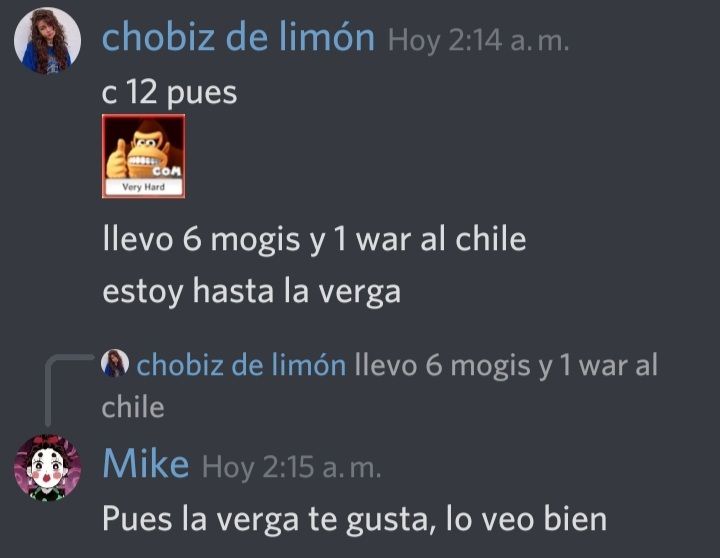 chobiz de limón Hoy 2:14 a. m.
c 12 pues
COM
Very Hard
llevo 6 mogis y 1 war al chile
estoy hasta la verga
chobiz de limón llevo 6 mogis y 1 war al
chile
Mike Hoy 2:15 a. m.
Pues la verga te gusta, lo veo bien